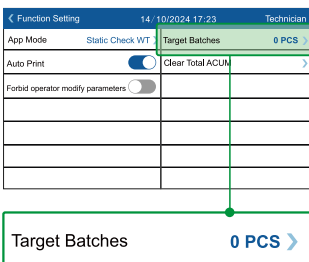 Function Setting 14/10/2024 17:23 Technician
App Mode Static Check WT Target Batches 0 PCS
Auto Print Clear Total ACUM
Forbid operator modify parameters
Target Batches 0 PCS